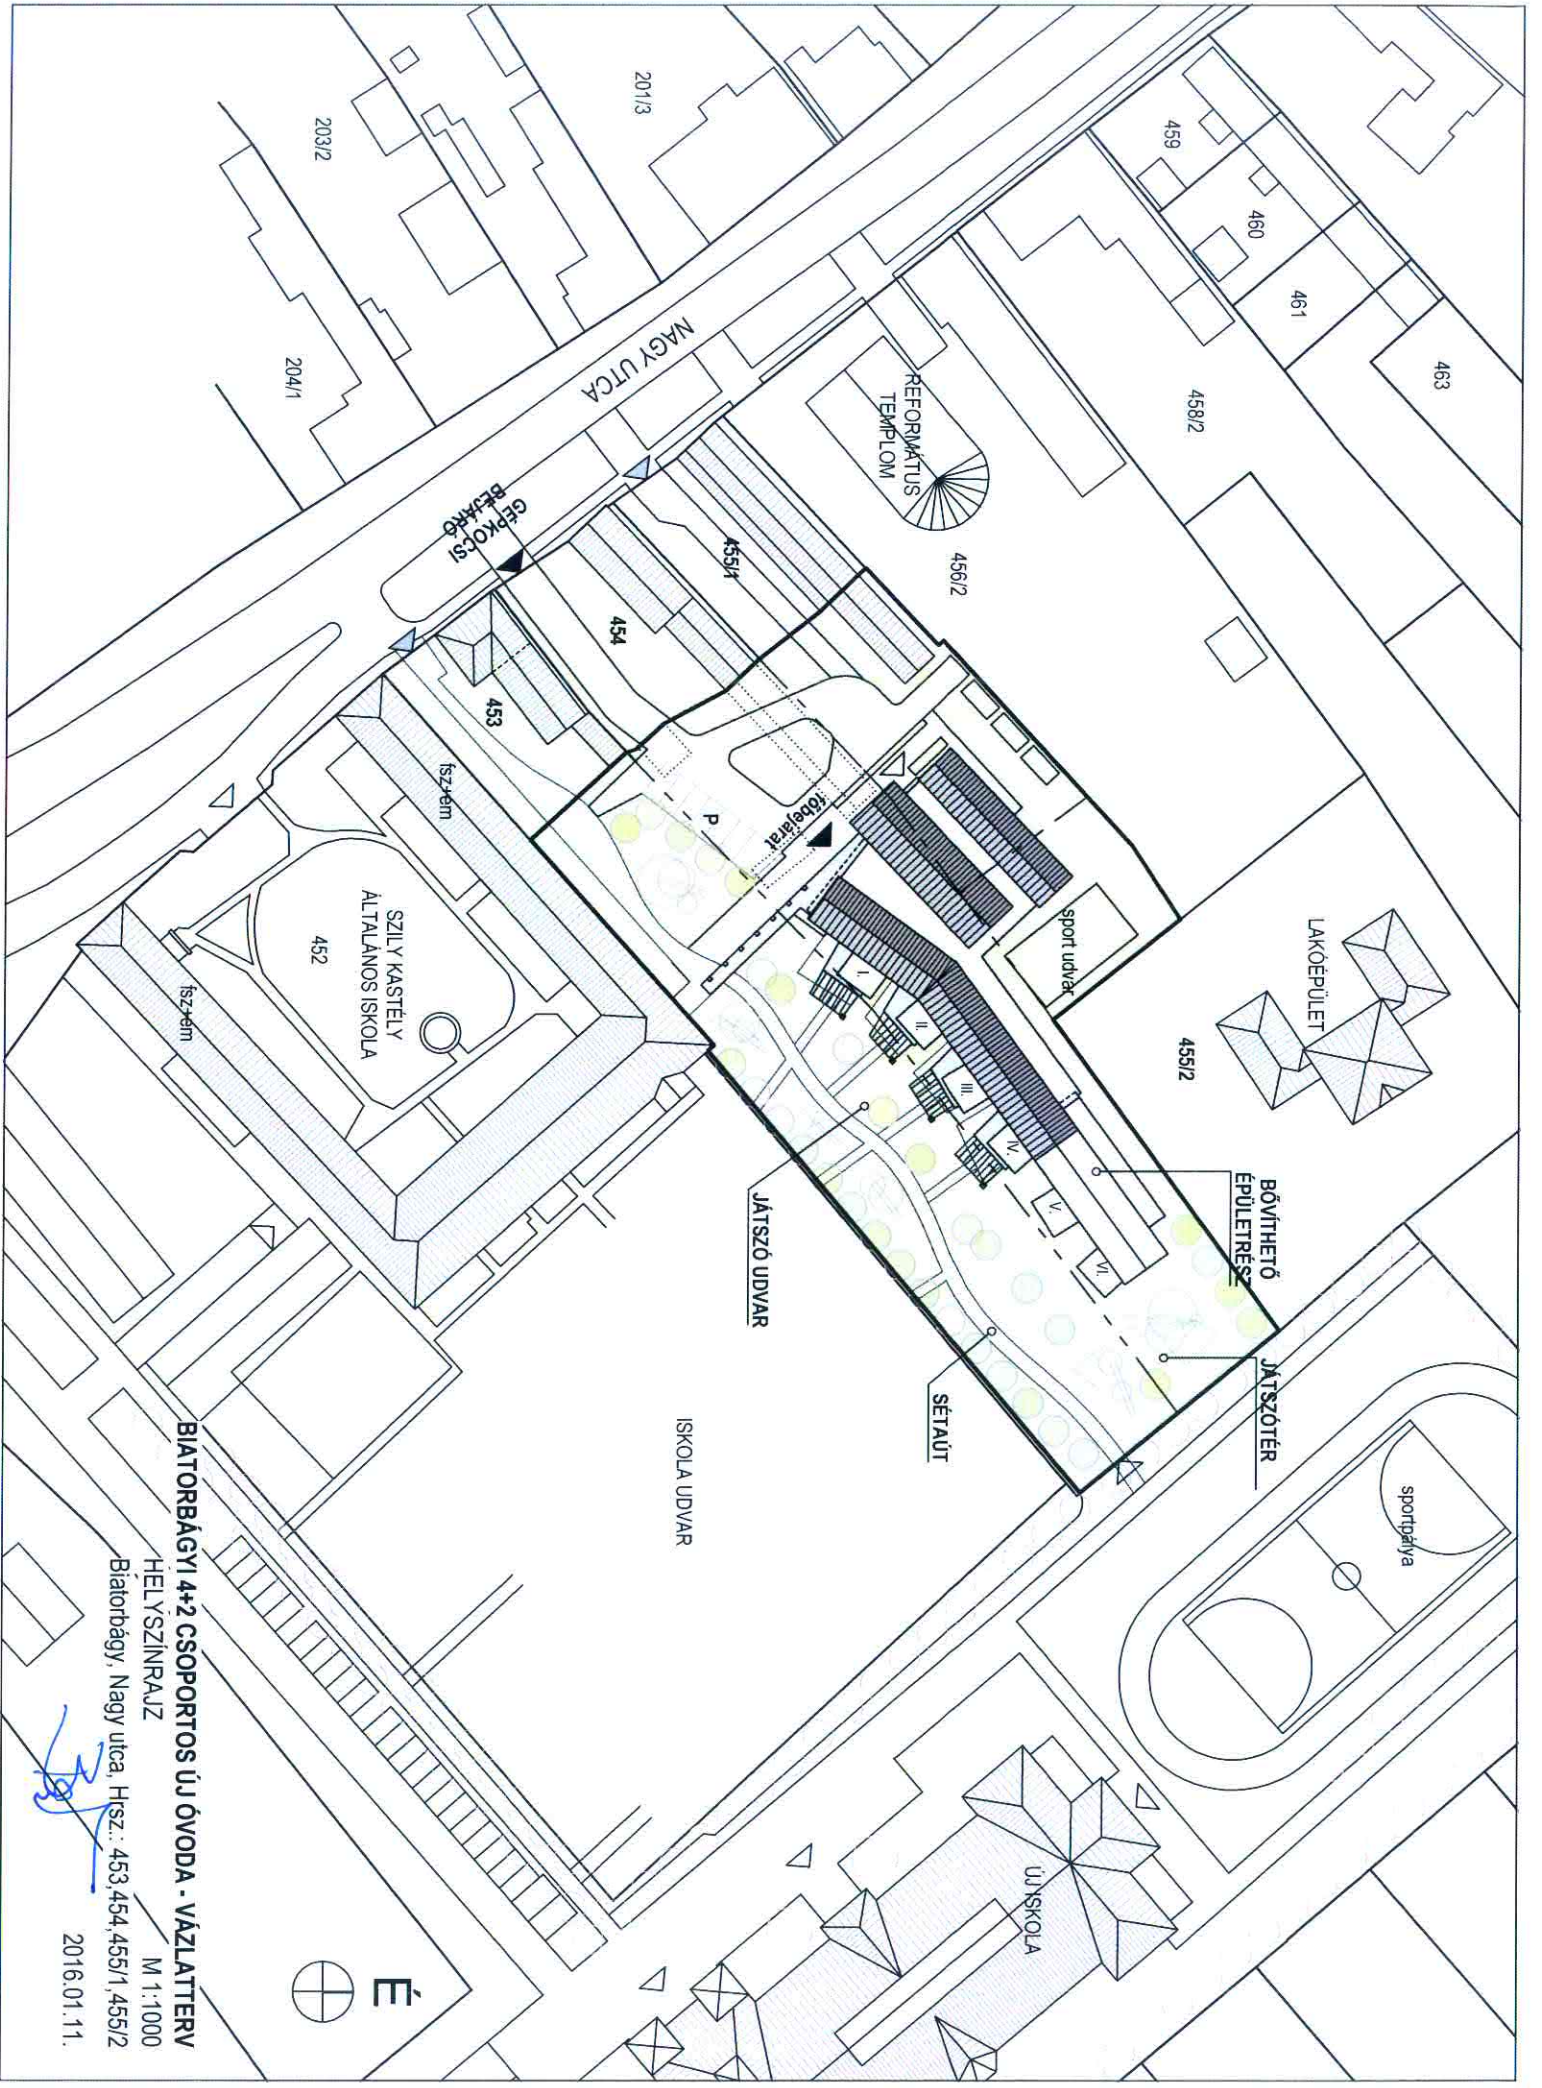 463
461
460
459
458/2
LAKÓÉPÜLET
455/2
BŐVÍTHETŐ
ÉPÜLETRÉSZ
JÁTSZÓTÉR
sportpálya
201/3
203/2
204/1
NAGY UTCA
REFORMÁTUS
TEMPLOM
456/2
sport udvar
455/1
454
453
GÉPKOCSI
BEJÁRÓ
P
főbejárat
I.
II.
III.
IV.
V.
VI.
JÁTSZÓ UDVAR
SÉTAÚT
ÚJ ISKOLA
fsz+em
SZILY KASTÉLY
ÁLTALÁNOS ISKOLA
452
fsz+em
ISKOLA UDVAR
É
BIATORBÁGYI 4+2 CSOPORTOS ÚJ ÓVODA - VÁZLATTERV
HELYSZÍNRAJZ M 1:1000
Biatorbágy, Nagy utca, Hrsz.: 453,454,455/1,455/2
2016.01.11.